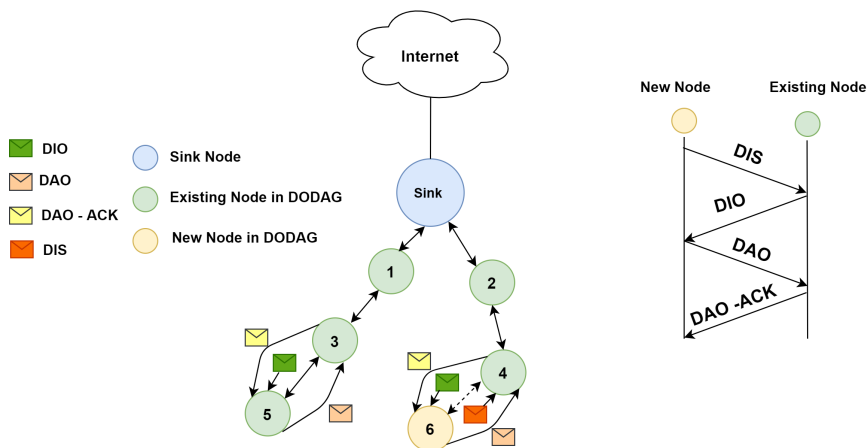 Internet
New Node
Existing Node
DIO
DAO
DAO - ACK
DIS
Sink Node
Existing Node in DODAG
New Node in DODAG
Sink
1
2
3
4
5
6
DIS
DIO
DAO
DAO -ACK